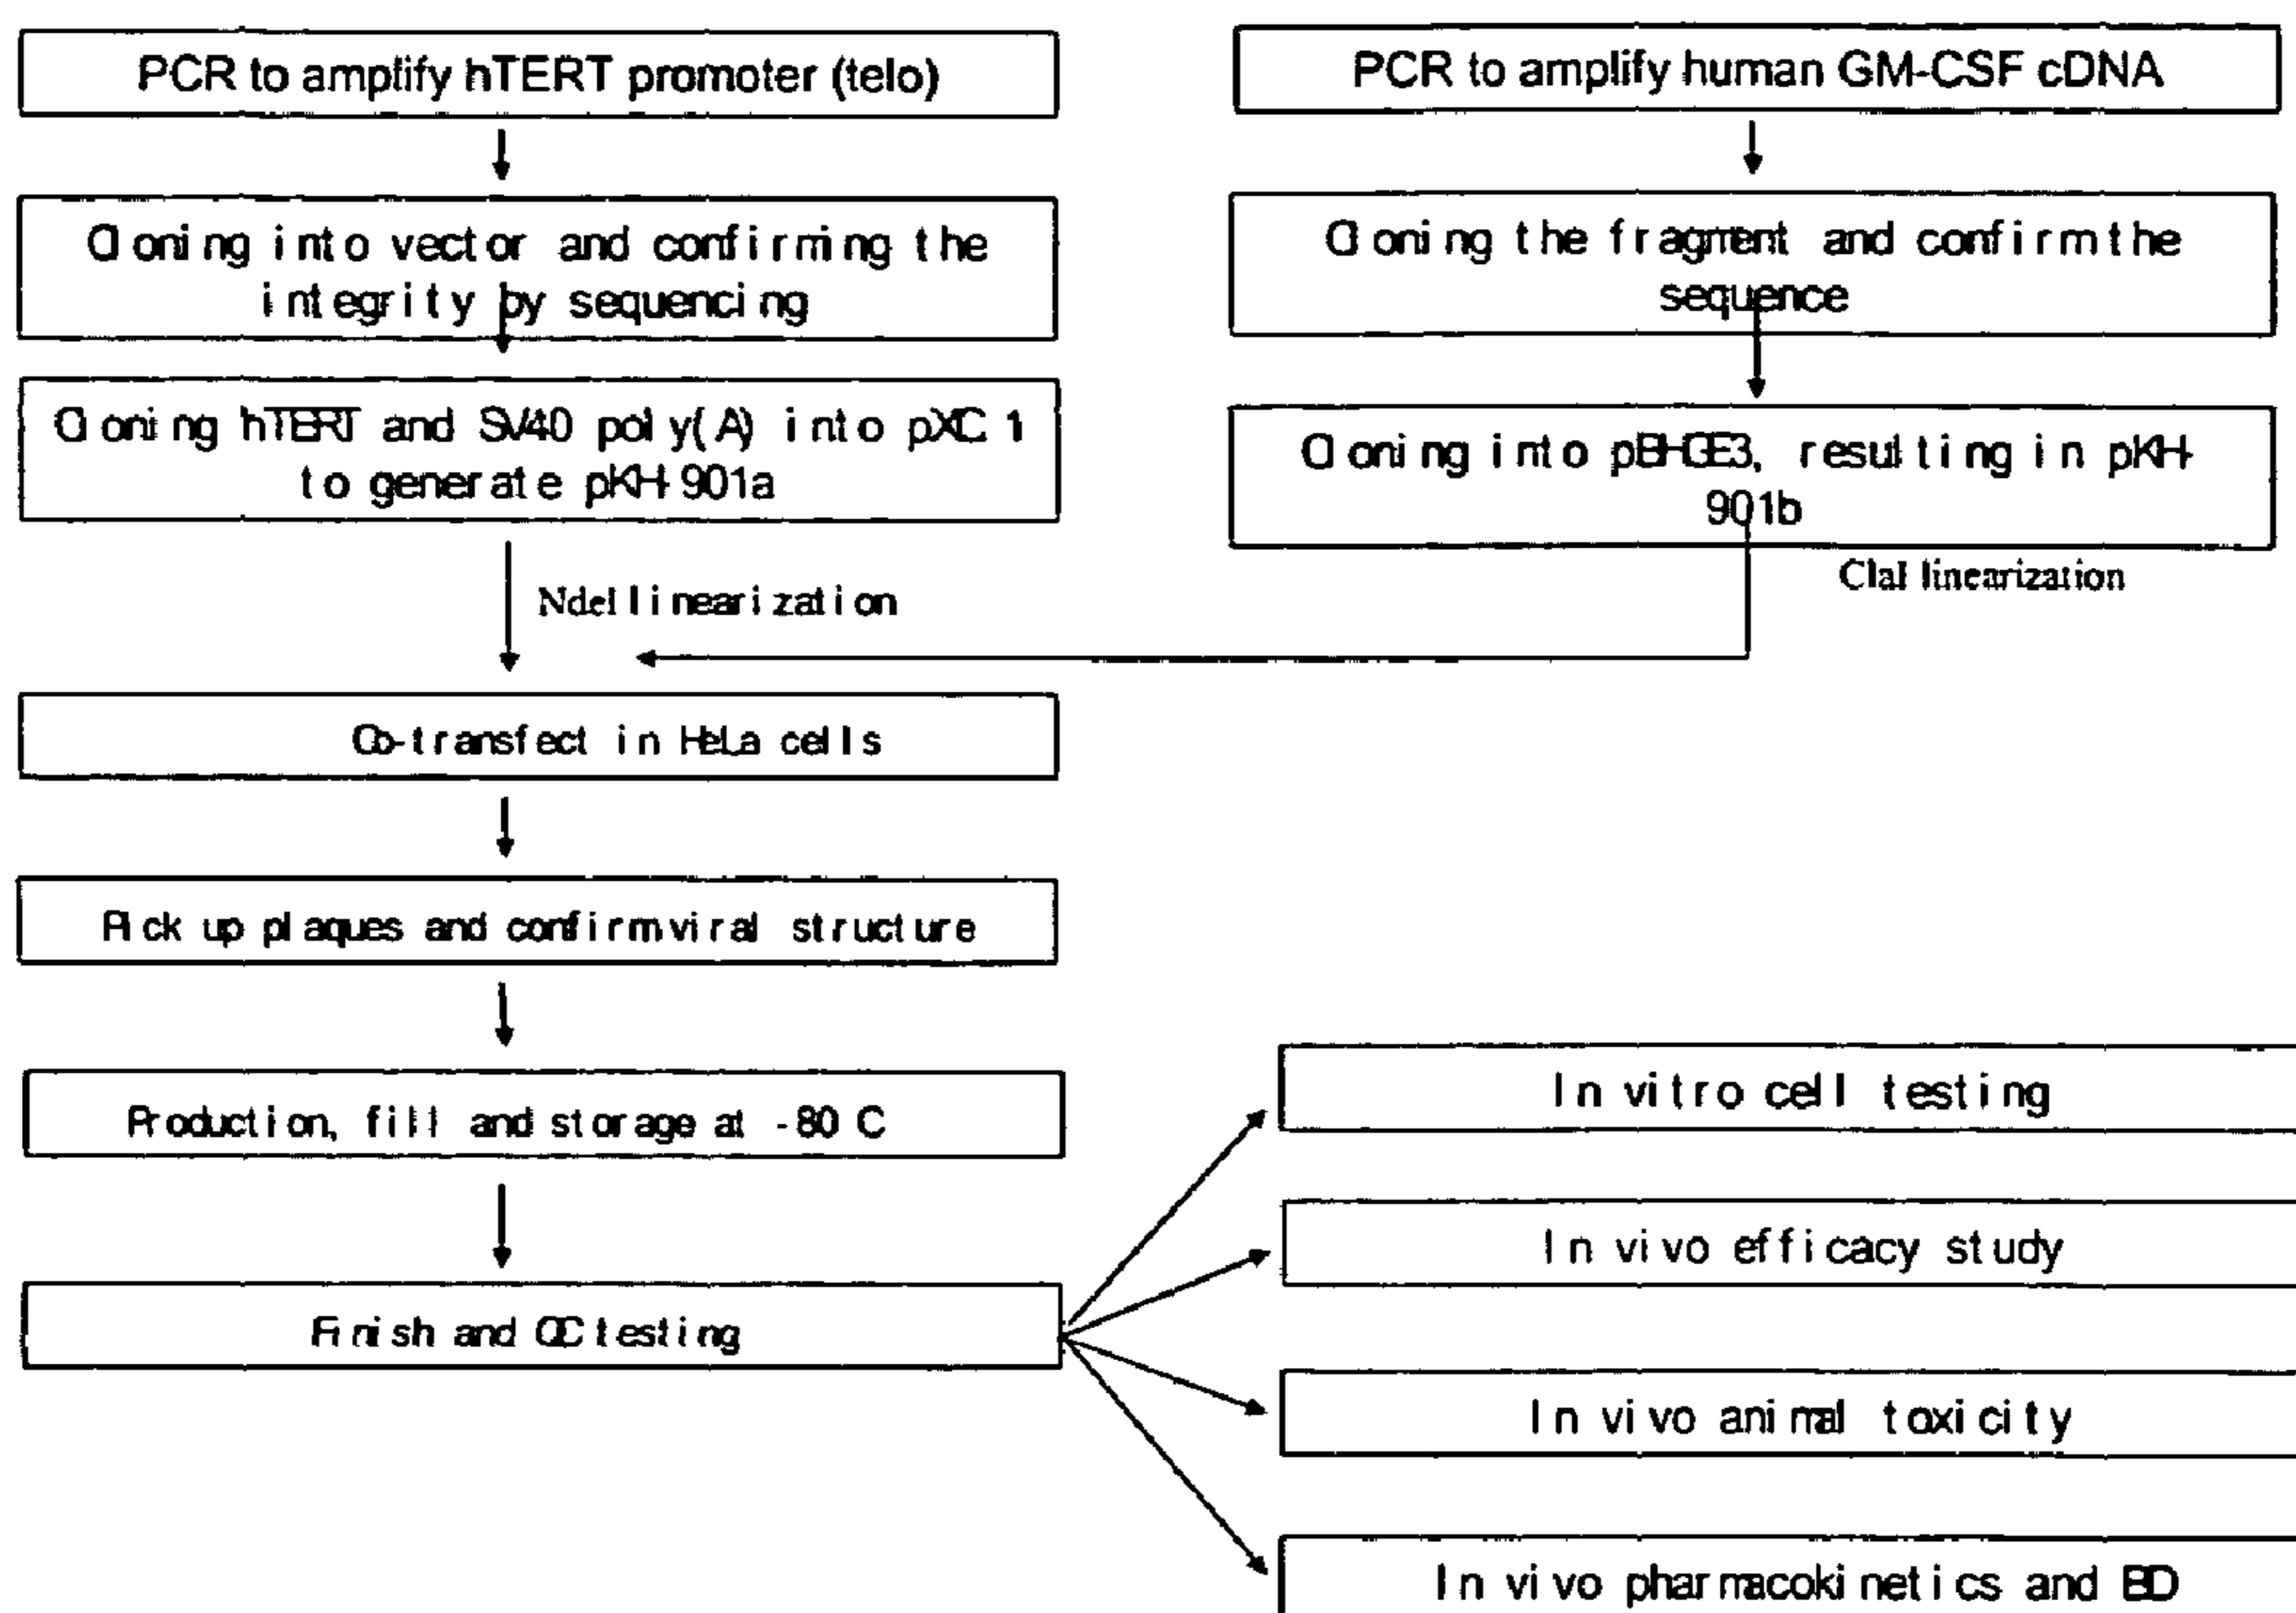 PCR to amplify hTERT promoter (telo)
PCR to amplify human GM-CSF cDNA
Cloning into vector and confirming the
integrity by sequencing
Cloning the fragment and confirm the
sequence
Cloning hTERT and SV40 poly(A) into pXC.1
to generate pKH-901a
Cloning into pBHGE3, resulting in pKH-
901b
NdeI linearization
ClaI linearization
Co-transfect in HeLa cells
Pick up plaques and confirm viral structure
Production, fill and storage at -80 C
Finish and QC testing
In vitro cell testing
In vivo efficacy study
In vivo animal toxicity
In vivo pharmacokinetics and BD